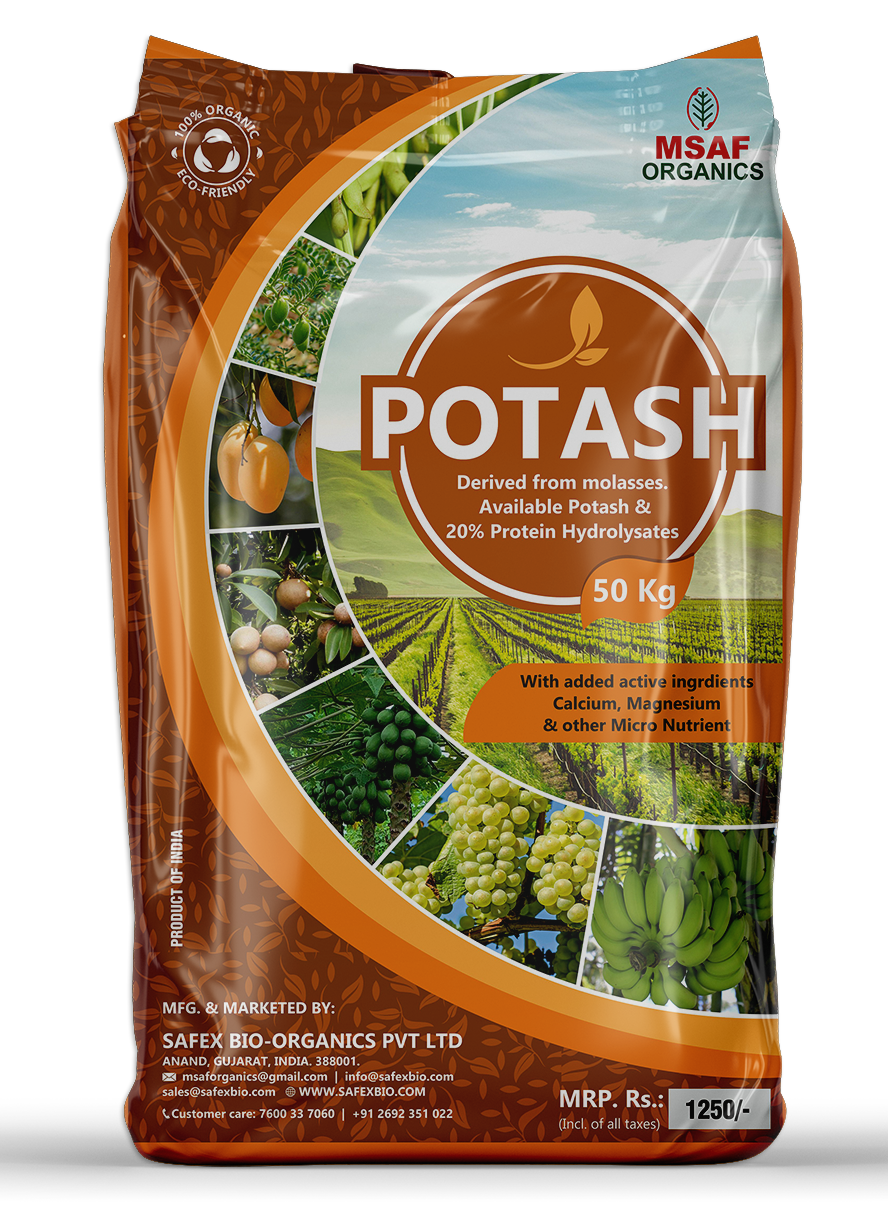 100% ORGANIC
ECO-FRIENDLY
MSAF
ORGANICS
POTASH
Derived from molasses.
Available Potash &
20% Protein Hydrolysates
50 Kg
With added active ingrdients
Calcium, Magnesium
& other Micro Nutrient
PRODUCT OF INDIA
MFG. & MARKETED BY:
SAFEX BIO-ORGANICS PVT LTD
ANAND, GUJARAT, INDIA. 388001.
msaforganics@gmail.com | info@safexbio.com
sales@safexbio.com WWW.SAFEXBIO.COM
Customer care: 7600 33 7060 | +91 2692 351 022
MRP. Rs.: 1250/-
(Incl. of all taxes)